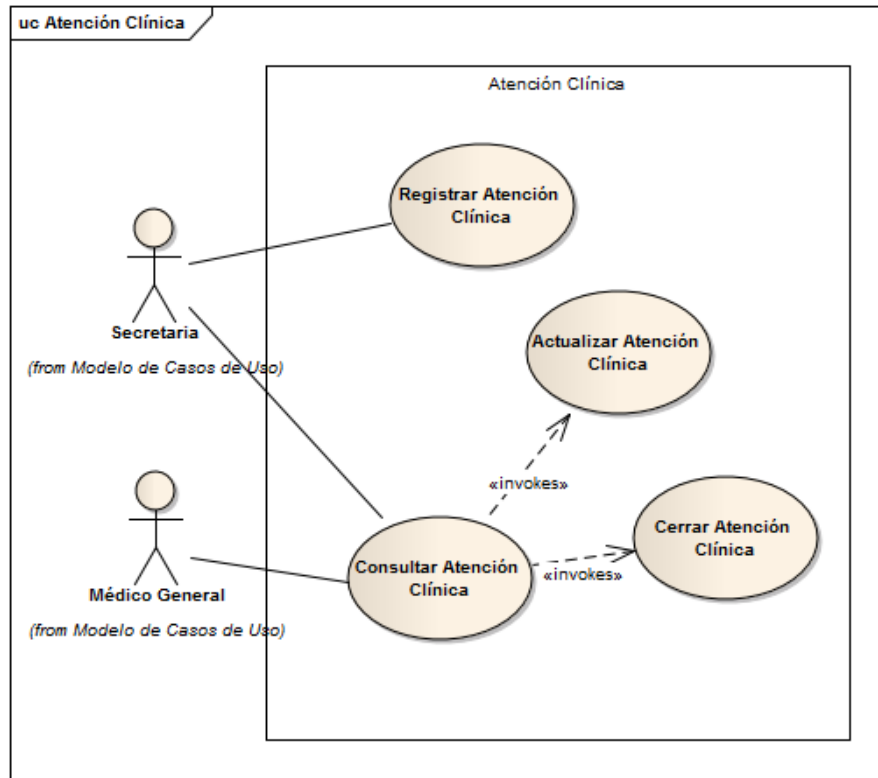 uc Atención Clínica
Atención Clínica
Registrar Atención
Clínica
Secretaria
(from Modelo de Casos de Uso)
Actualizar Atención
Clínica
«invokes»
Cerrar Atención
Clínica
«invokes»
Consultar Atención
Clínica
Médico General
(from Modelo de Casos de Uso)